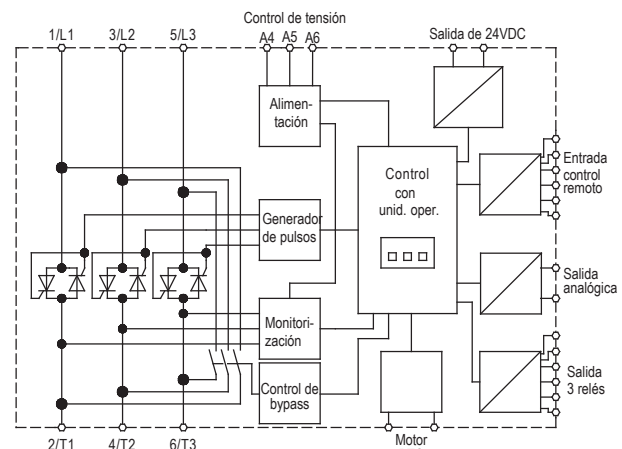 Control de tensión
1/L1 3/L2 5/L3 A4 A5 A6 Salida de 24VDC
Alimen-
tación
Control
con
unid. oper.
Entrada
control
remoto
Generador
de pulsos
Salida
analógica
Monitori-
zación
Control de
bypass
Salida
3 relés
2/T1 4/T2 6/T3 Motor